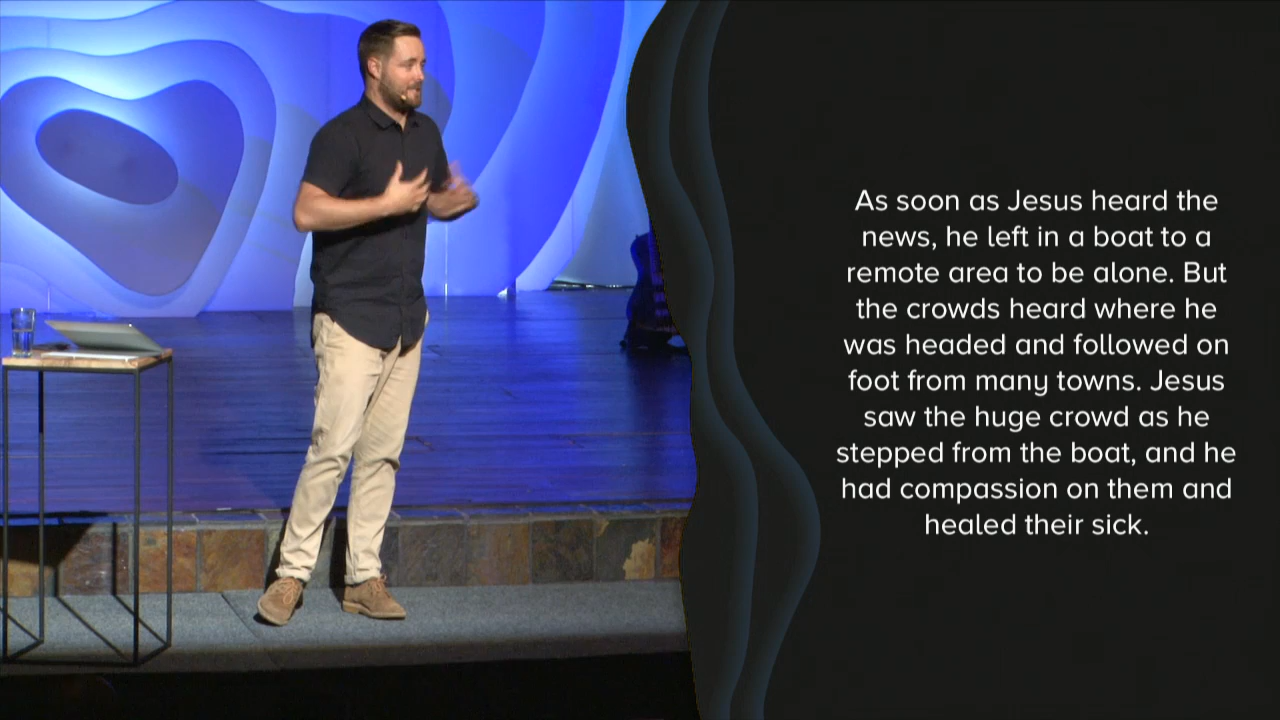 As soon as Jesus heard the
news, he left in a boat to a
remote area to be alone. But
the crowds heard where he
was headed and followed on
foot from many towns. Jesus
saw the huge crowd as he
stepped from the boat, and he
had compassion on them and
healed their sick.